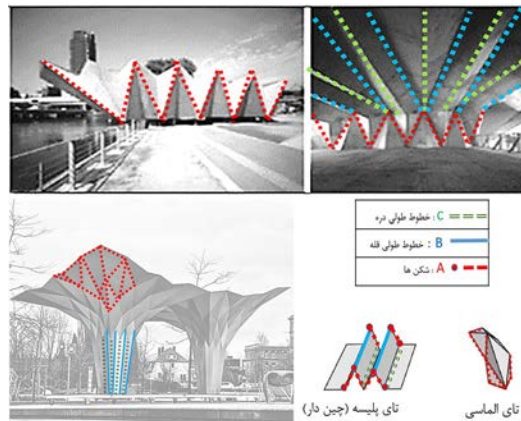 C : خطوط طولی دره
B : خطوط طولی قله
A : شکن ها
تای پلیسه (چین دار)
تای الماسی